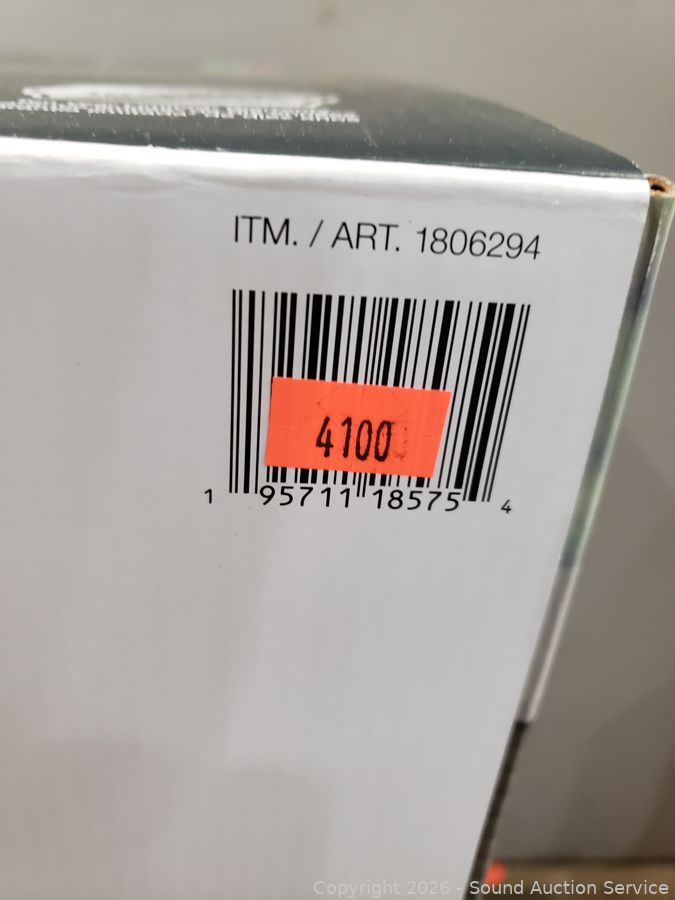 ITM. / ART. 1806294
4100
1 95711 18575 4
Copyright 2026 - Sound Auction Service